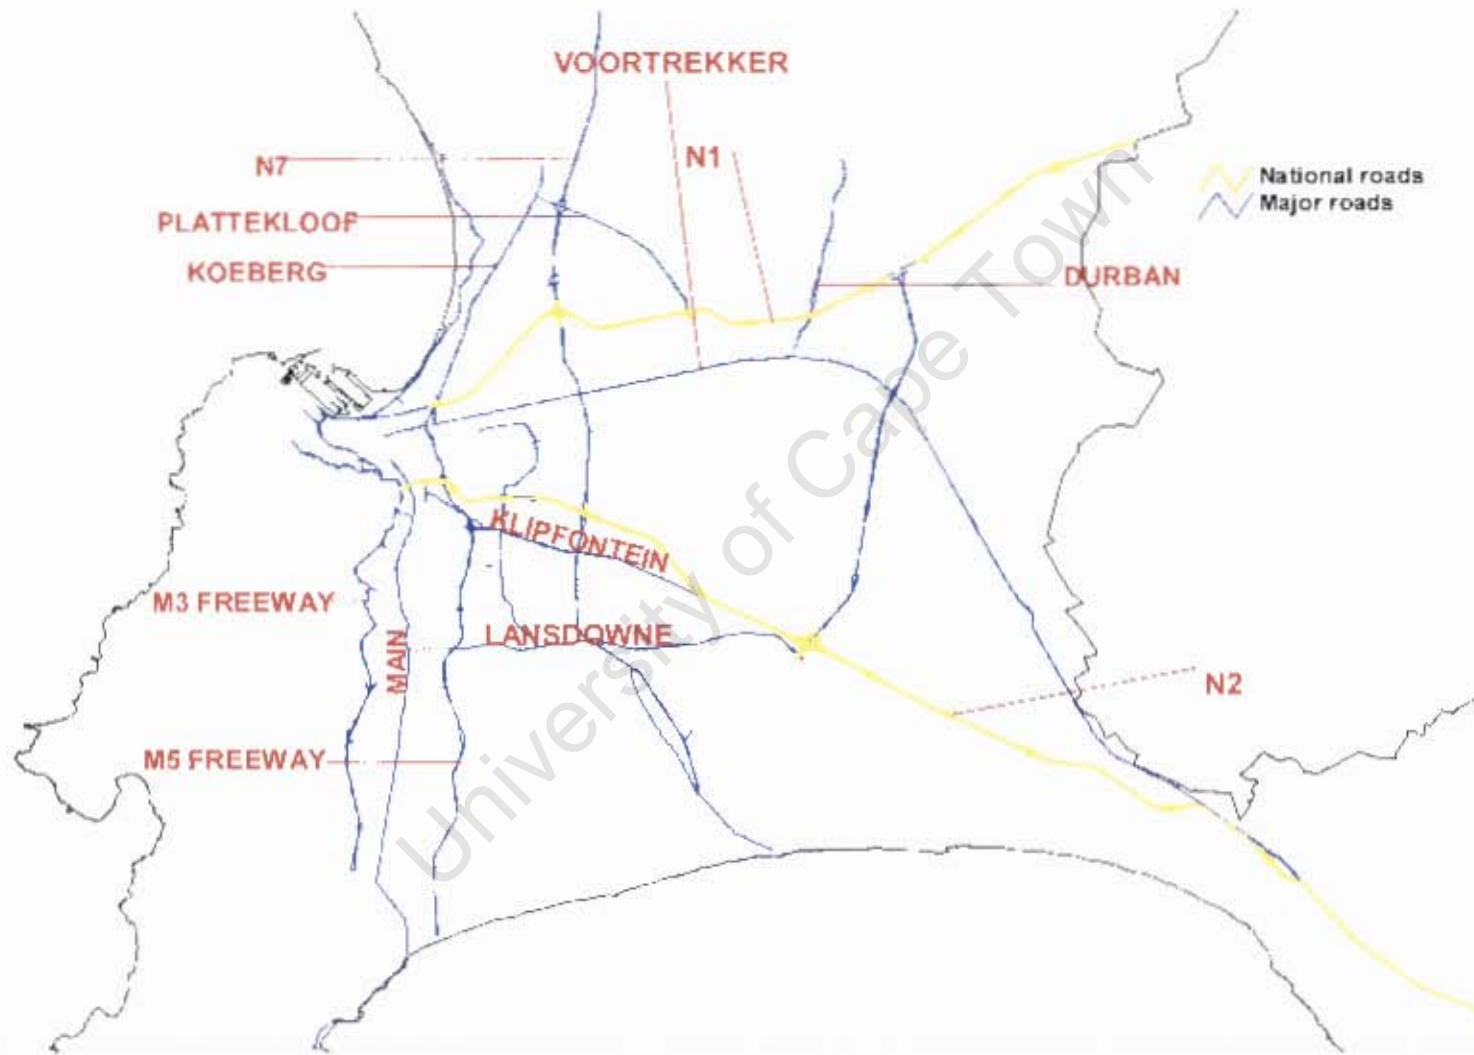 VOORTREKKER
N7
N1
National roads
Major roads
PLATTEKLOOF
KOEBERG
DURBAN
KLIPFONTEIN
M3 FREEWAY
LANSDOWNE
MAIN
N2
M5 FREEWAY
University of Cape Town